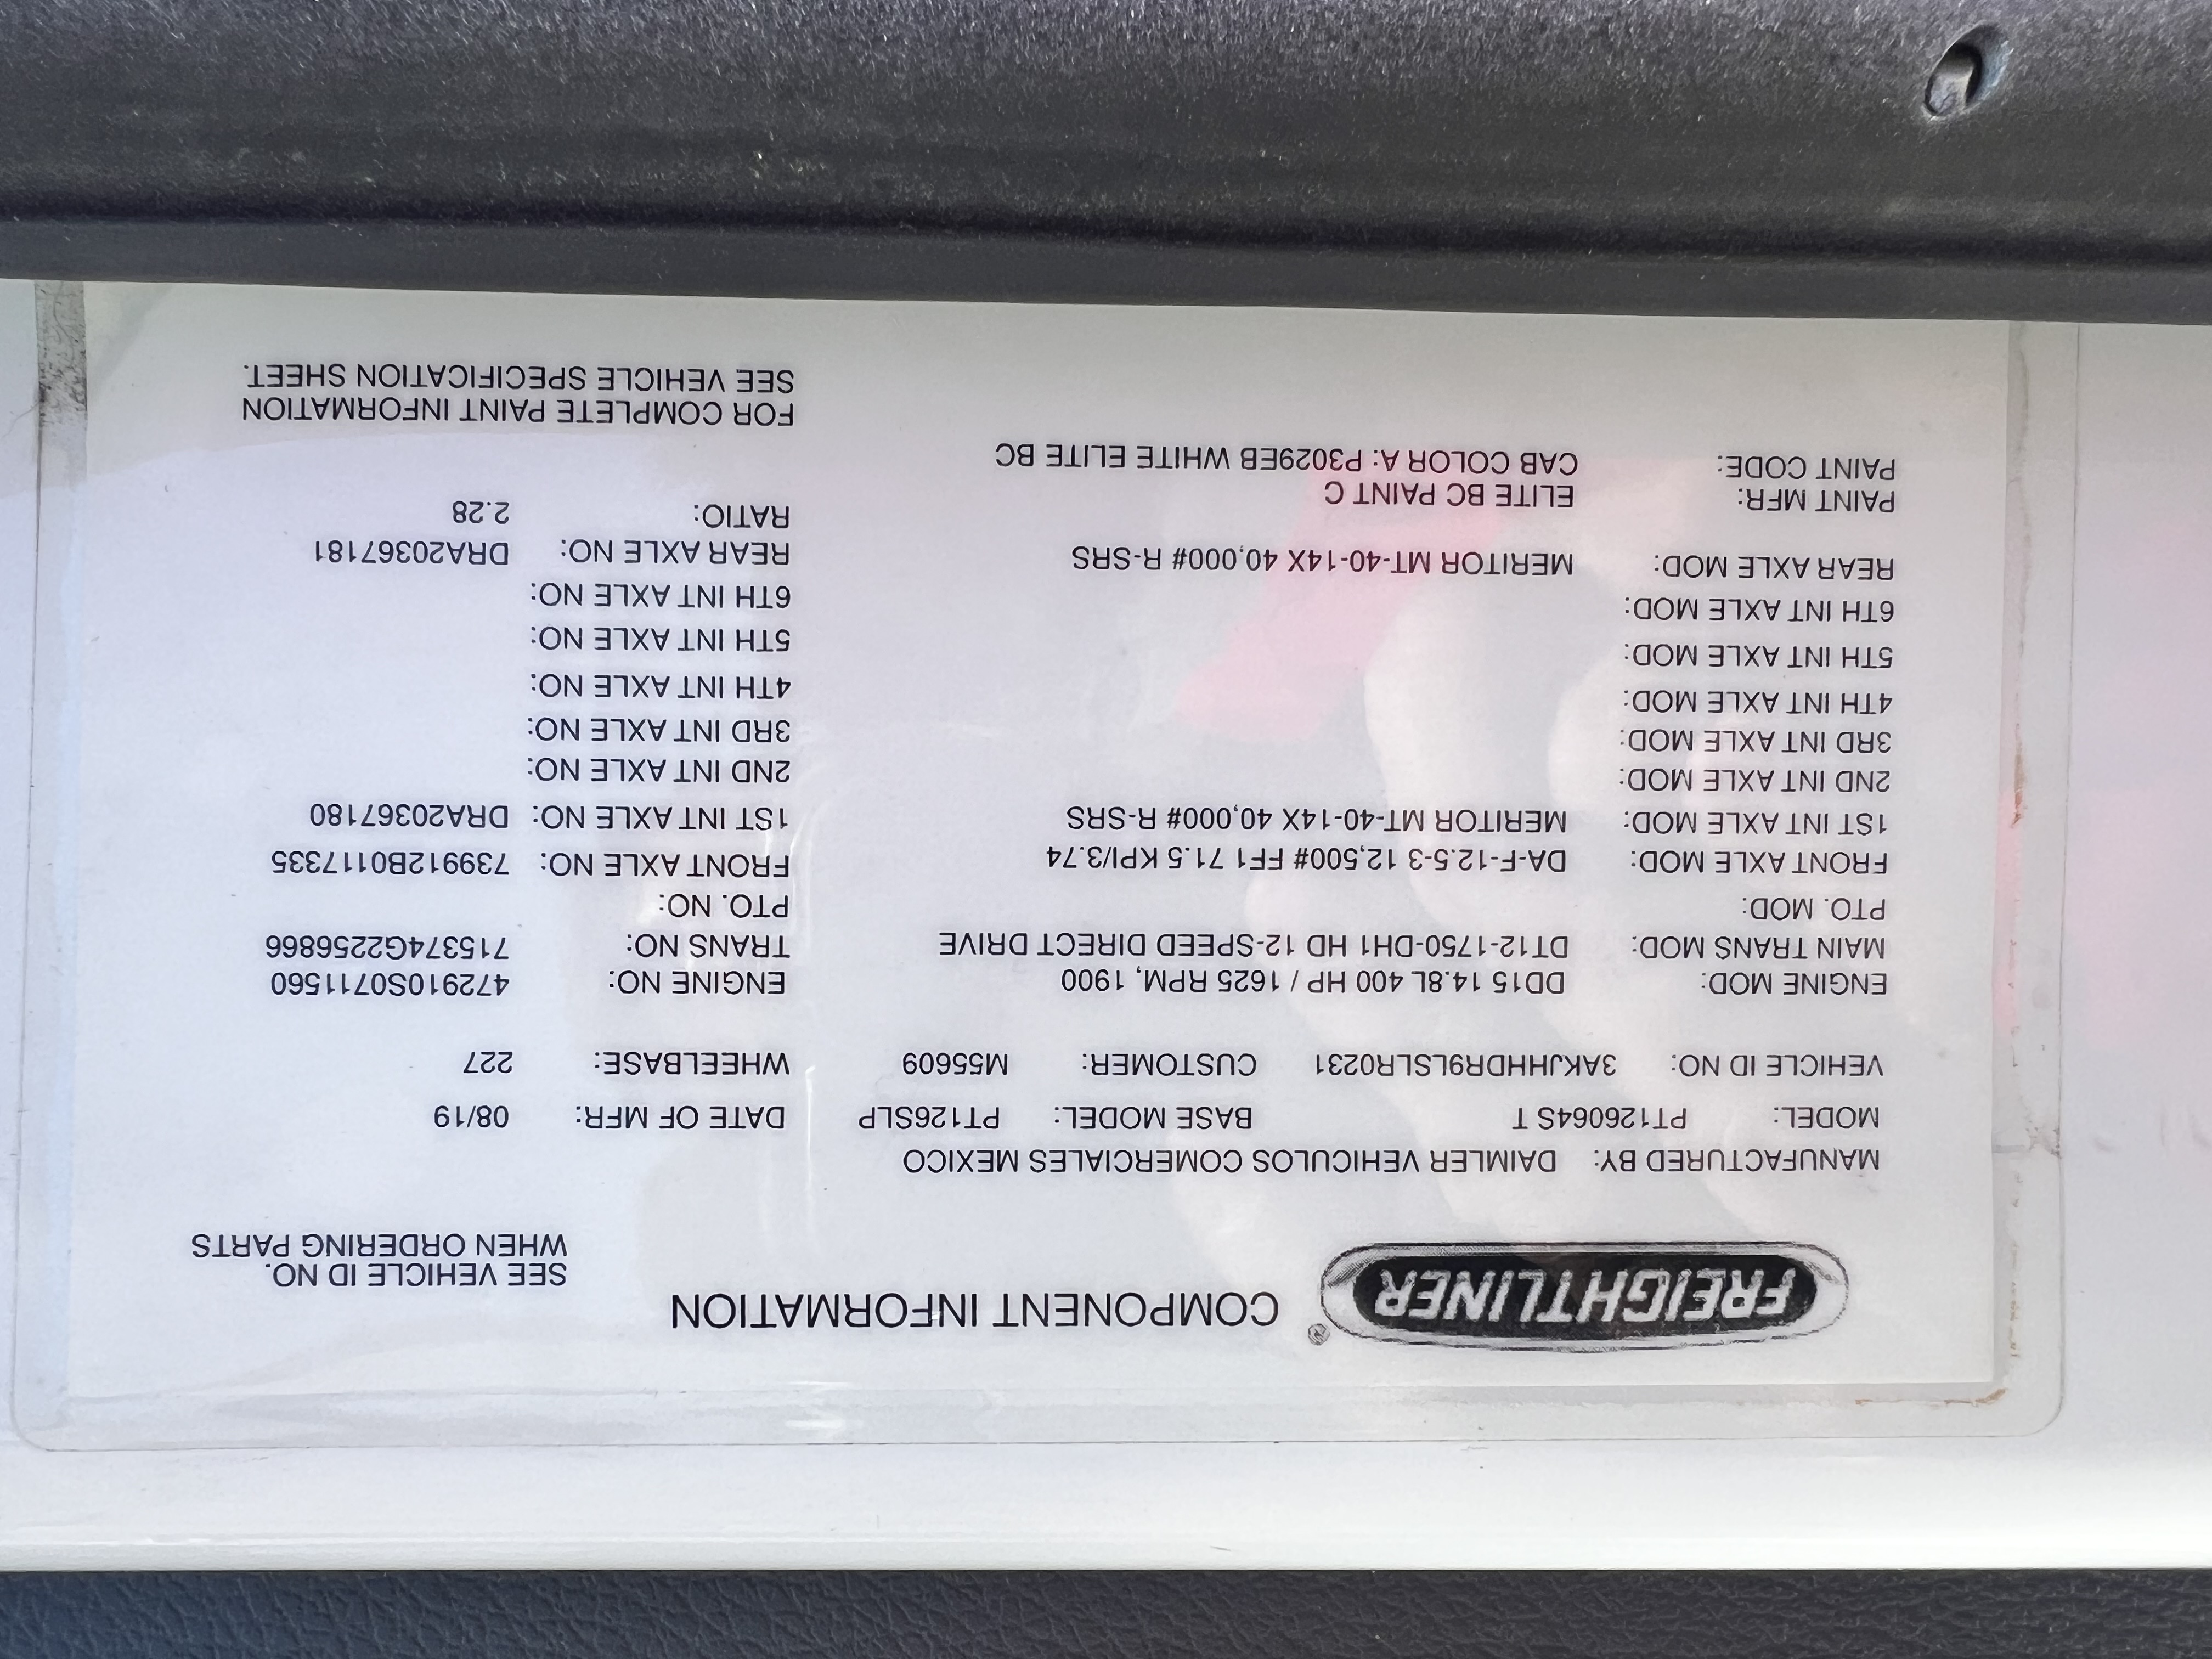 FREIGHTLINER® COMPONENT INFORMATION
SEE VEHICLE ID NO.
WHEN ORDERING PARTS
MANUFACTURED BY: DAIMLER VEHICULOS COMERCIALES MEXICO
MODEL: PT126064S T BASE MODEL: PT126SLP DATE OF MFR: 08/19
VEHICLE ID NO: 3AKJHHDR9LSLR0231 CUSTOMER: M55609 WHEELBASE: 227
ENGINE MOD: DD15 14.8L 400 HP / 1625 RPM, 1900 ENGINE NO: 472910S0711560
MAIN TRANS MOD: DT12-1750-DH1 HD 12-SPEED DIRECT DRIVE TRANS NO: 715374G2256866
PTO. MOD: PTO. NO:
FRONT AXLE MOD: DA-F-12.5-3 12,500# FF1 71.5 KPI/3.74 FRONT AXLE NO: 739912B0117335
1ST INT AXLE MOD: MERITOR MT-40-14X 40,000# R-SRS 1ST INT AXLE NO: DRA20367180
2ND INT AXLE MOD: 2ND INT AXLE NO:
3RD INT AXLE MOD: 3RD INT AXLE NO:
4TH INT AXLE MOD: 4TH INT AXLE NO:
5TH INT AXLE MOD: 5TH INT AXLE NO:
6TH INT AXLE MOD: 6TH INT AXLE NO:
REAR AXLE MOD: MERITOR MT-40-14X 40,000# R-SRS REAR AXLE NO: DRA20367181
RATIO: 2.28
PAINT MFR: ELITE BC PAINT C
PAINT CODE: CAB COLOR A: P3029EB WHITE ELITE BC
FOR COMPLETE PAINT INFORMATION
SEE VEHICLE SPECIFICATION SHEET.